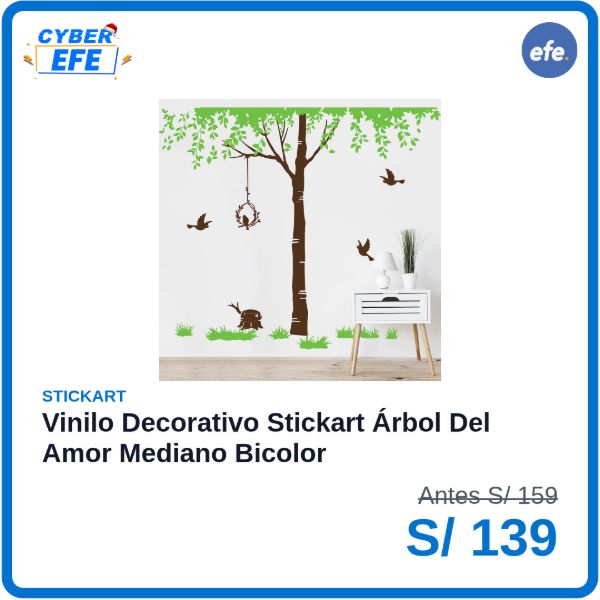 CYBER
EFE
efe.
STICKART
Vinilo Decorativo Stickart Árbol Del
Amor Mediano Bicolor
Antes S/ 159
S/ 139